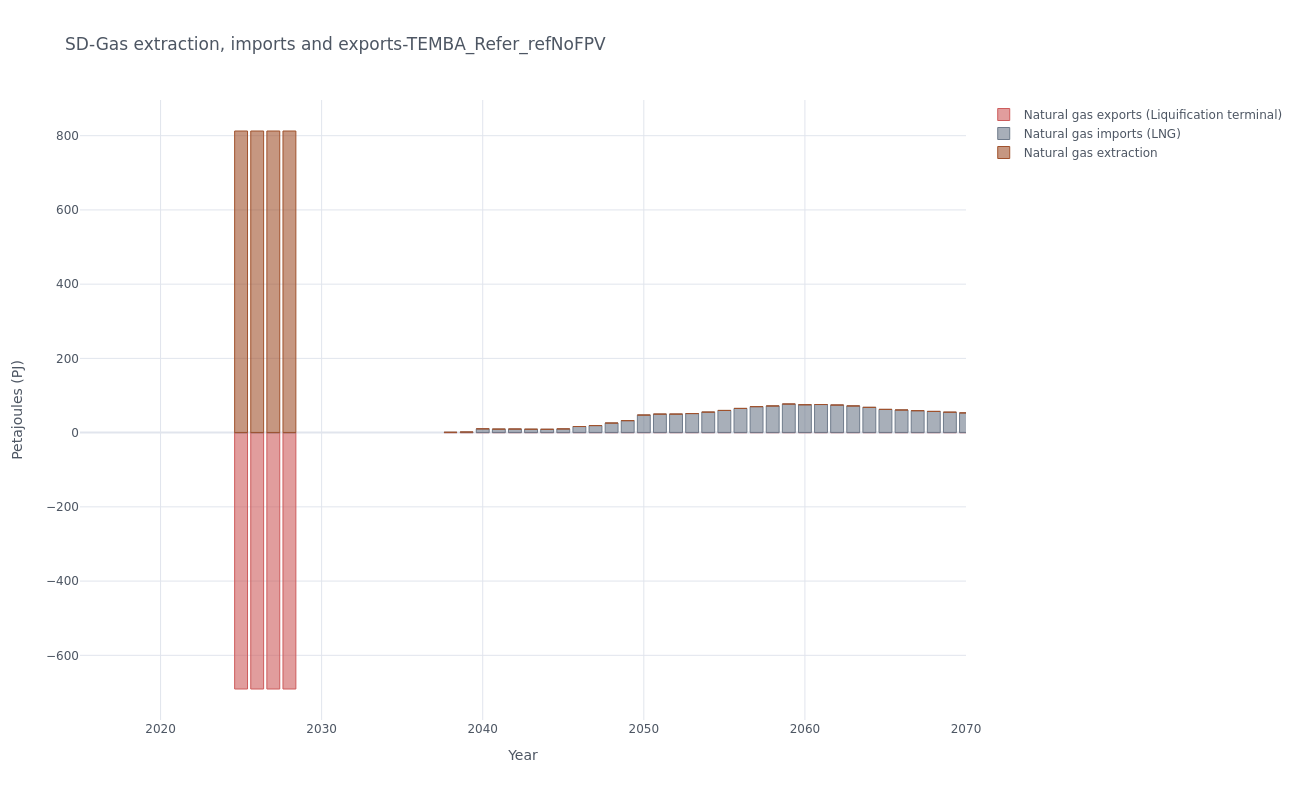 SD-Gas extraction, imports and exports-TEMBA_Refer_refNoFPV
Natural gas exports (Liquification terminal)
Natural gas imports (LNG)
Natural gas extraction
Petajoules (PJ)
800
600
400
200
0
−200
−400
−600
2020
2030
2040
2050
2060
2070
Year